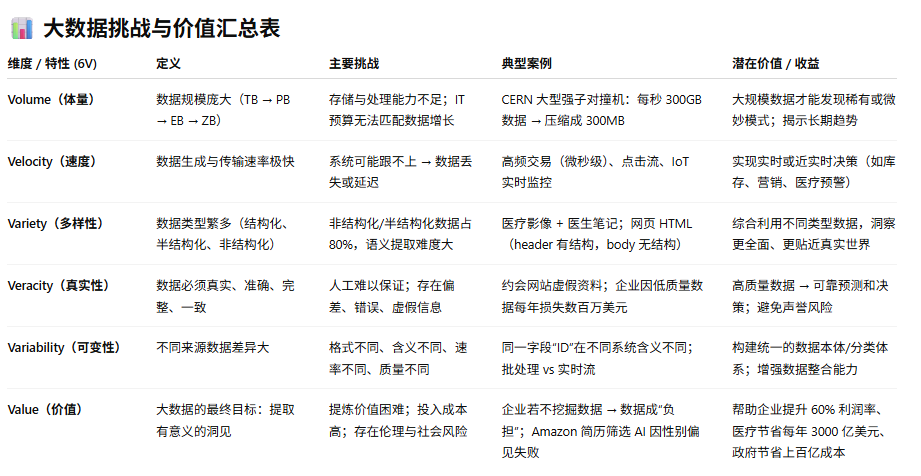 大数据挑战与价值汇总表
维度 / 特性 (6V) 定义 主要挑战 典型案例 潜在价值 / 收益
Volume（体量） 数据规模庞大（TB → PB 存储与处理能力不足；IT CERN 大型强子对撞机：每秒 300GB 大规模数据才能发现稀有或微
→ EB → ZB） 预算无法匹配数据增长 数据 → 压缩成 300MB 妙模式；揭示长期趋势
Velocity（速度） 数据生成与传输速率极快 系统可能跟不上 → 数据丢 高频交易（微秒级）、点击流、IoT 实现实时或近实时决策（如库
失或延迟 实时监控 存、营销、医疗预警）
Variety（多样性） 数据类型繁多（结构化、 非结构化/半结构化数据占 医疗影像 + 医生笔记；网页 HTML 综合利用不同类型数据，洞察
半结构化、非结构化） 80%，语义提取难度大 （header 有结构，body 无结构） 更全面、更贴近真实世界
Veracity（真实性） 数据必须真实、准确、完 人工难以保证；存在偏 约会网站虚假资料；企业因低质量数 高质量数据 → 可靠预测和决
整、一致 差、错误、虚假信息 据每年损失数百万美元 策；避免声誉风险
Variability（可变性） 不同来源数据差异大 格式不同、含义不同、速 同一字段“ID”在不同系统含义不同； 构建统一的数据本体/分类体
率不同、质量不同 批处理 vs 实时流 系；增强数据整合能力
Value（价值） 大数据的最终目标：提取 提炼价值困难；投入成本 企业若不挖掘数据 → 数据成“负 帮助企业提升 60% 利润率、
有意义的洞见 高；存在伦理与社会风险 担”；Amazon 简历筛选 AI 因性别偏 医疗节省每年 3000 亿美元、
见失败 政府节省上百亿成本